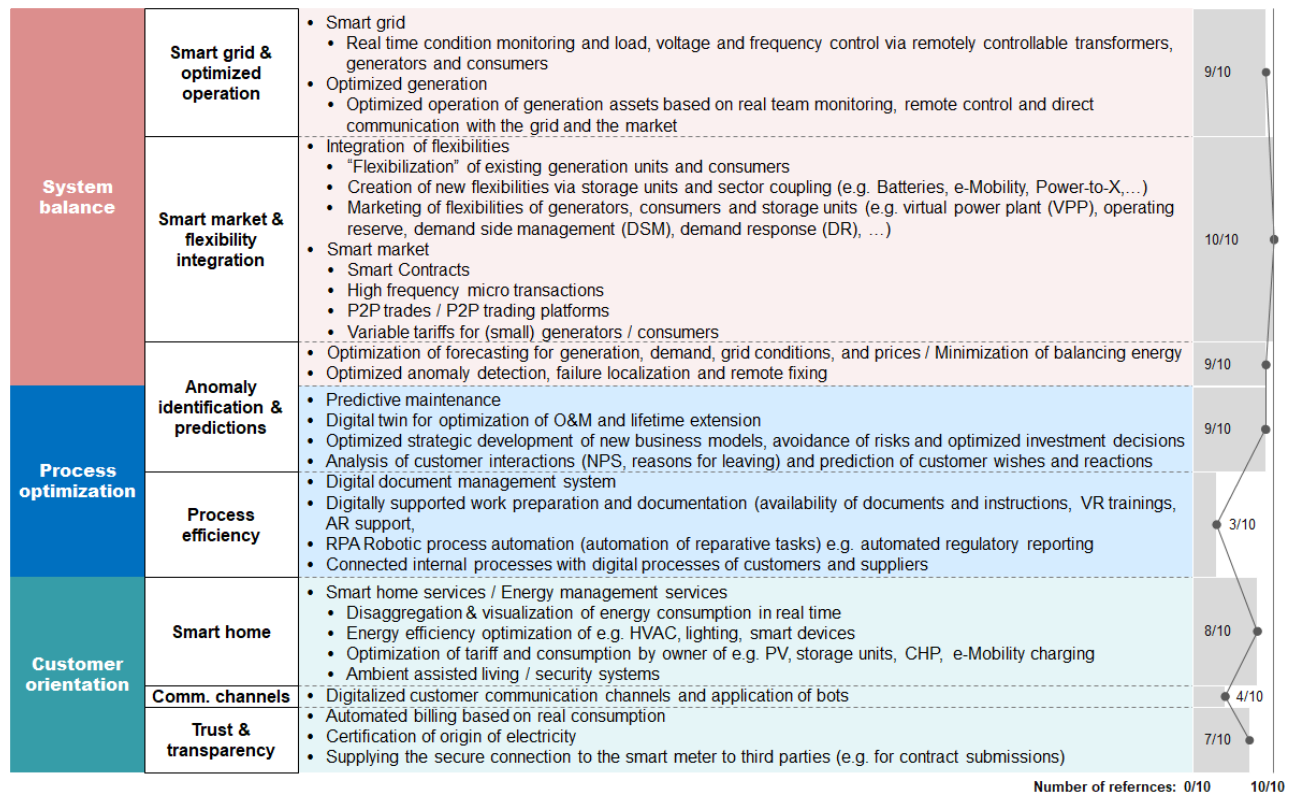 System
balance
Smart grid &
optimized
operation
• Smart grid
• Real time condition monitoring and load, voltage and frequency control via remotely controllable transformers,
generators and consumers
• Optimized generation
• Optimized operation of generation assets based on real team monitoring, remote control and direct
communication with the grid and the market
9/10
Smart market &
flexibility
integration
• Integration of flexibilities
• “Flexibilization” of existing generation units and consumers
• Creation of new flexibilities via storage units and sector coupling (e.g. Batteries, e-Mobility, Power-to-X,…)
• Marketing of flexibilities of generators, consumers and storage units (e.g. virtual power plant (VPP), operating
reserve, demand side management (DSM), demand response (DR), …)
• Smart market
• Smart Contracts
• High frequency micro transactions
• P2P trades / P2P trading platforms
• Variable tariffs for (small) generators / consumers
10/10
Anomaly
identification &
predictions
• Optimization of forecasting for generation, demand, grid conditions, and prices / Minimization of balancing energy
• Optimized anomaly detection, failure localization and remote fixing
9/10
Process
optimization
• Predictive maintenance
• Digital twin for optimization of O&M and lifetime extension
• Optimized strategic development of new business models, avoidance of risks and optimized investment decisions
• Analysis of customer interactions (NPS, reasons for leaving) and prediction of customer wishes and reactions
9/10
Process
efficiency
• Digital document management system
• Digitally supported work preparation and documentation (availability of documents and instructions, VR trainings,
AR support,
• RPA Robotic process automation (automation of reparative tasks) e.g. automated regulatory reporting
• Connected internal processes with digital processes of customers and suppliers
3/10
Customer
orientation
Smart home
• Smart home services / Energy management services
• Disaggregation & visualization of energy consumption in real time
• Energy efficiency optimization of e.g. HVAC, lighting, smart devices
• Optimization of tariff and consumption by owner of e.g. PV, storage units, CHP, e-Mobility charging
• Ambient assisted living / security systems
8/10
Comm. channels
• Digitalized customer communication channels and application of bots
4/10
Trust &
transparency
• Automated billing based on real consumption
• Certification of origin of electricity
• Supplying the secure connection to the smart meter to third parties (e.g. for contract submissions)
7/10
Number of refernces: 0/10 10/10